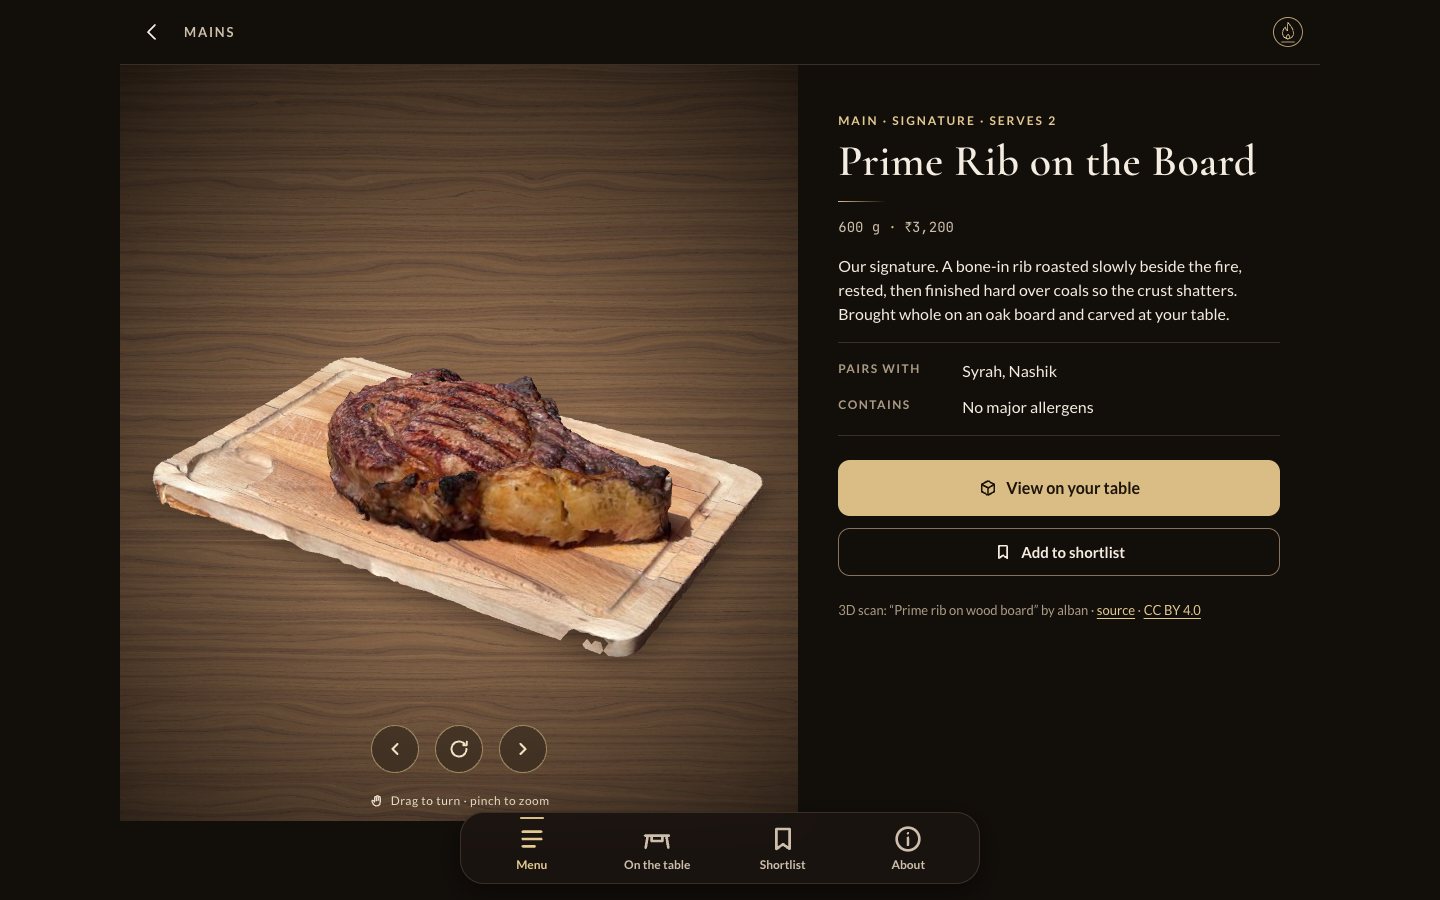 MAINS
MAIN · SIGNATURE · SERVES 2
Prime Rib on the Board
600 g · ₹3,200
Our signature. A bone-in rib roasted slowly beside the fire,
rested, then finished hard over coals so the crust shatters.
Brought whole on an oak board and carved at your table.
PAIRS WITH Syrah, Nashik
CONTAINS No major allergens
View on your table
Add to shortlist
3D scan: “Prime rib on wood board” by alban · source · CC BY 4.0
Drag to turn · pinch to zoom
Menu On the table Shortlist About